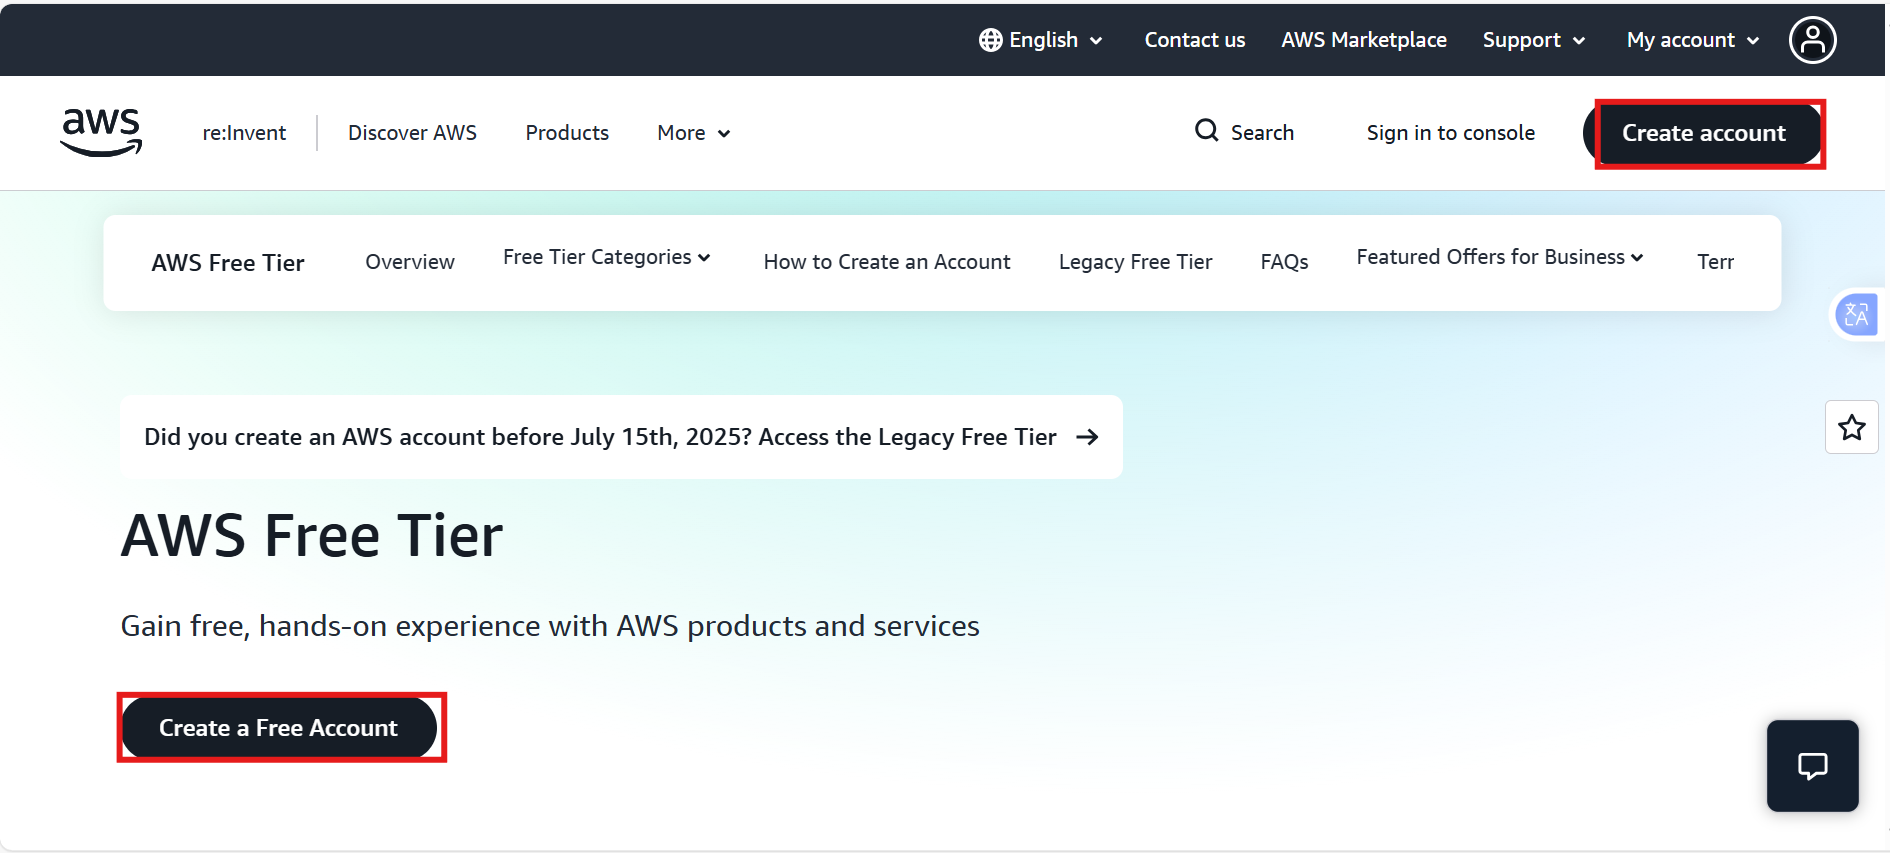 English Contact us AWS Marketplace Support My account
aws re:Invent Discover AWS Products More Search Sign in to console Create account
AWS Free Tier Overview Free Tier Categories How to Create an Account Legacy Free Tier FAQs Featured Offers for Business Terr
文A
Did you create an AWS account before July 15th, 2025? Access the Legacy Free Tier →
AWS Free Tier
Gain free, hands-on experience with AWS products and services
Create a Free Account